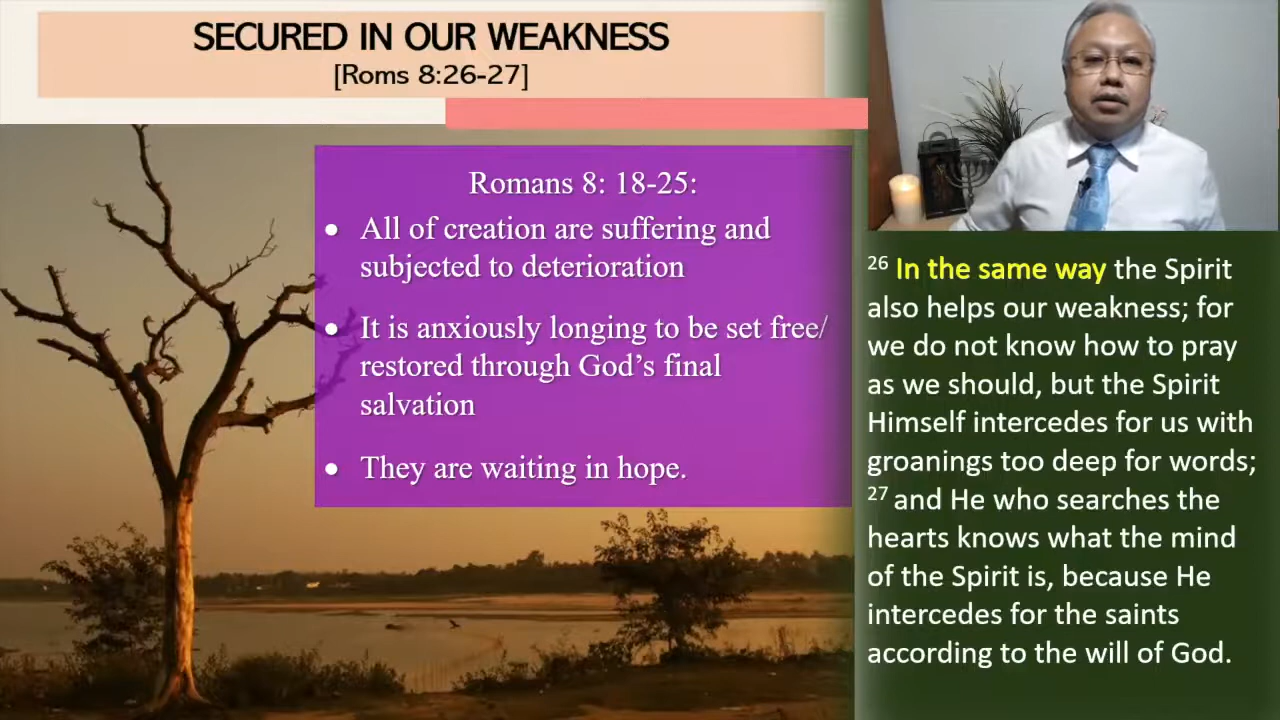 SECURED IN OUR WEAKNESS
[Roms 8:26-27]
Romans 8: 18-25:
• All of creation are suffering and
subjected to deterioration
• It is anxiously longing to be set free/
restored through God’s final
salvation
• They are waiting in hope.
26 In the same way the Spirit
also helps our weakness; for
we do not know how to pray
as we should, but the Spirit
Himself intercedes for us with
groanings too deep for words;
27 and He who searches the
hearts knows what the mind
of the Spirit is, because He
intercedes for the saints
according to the will of God.